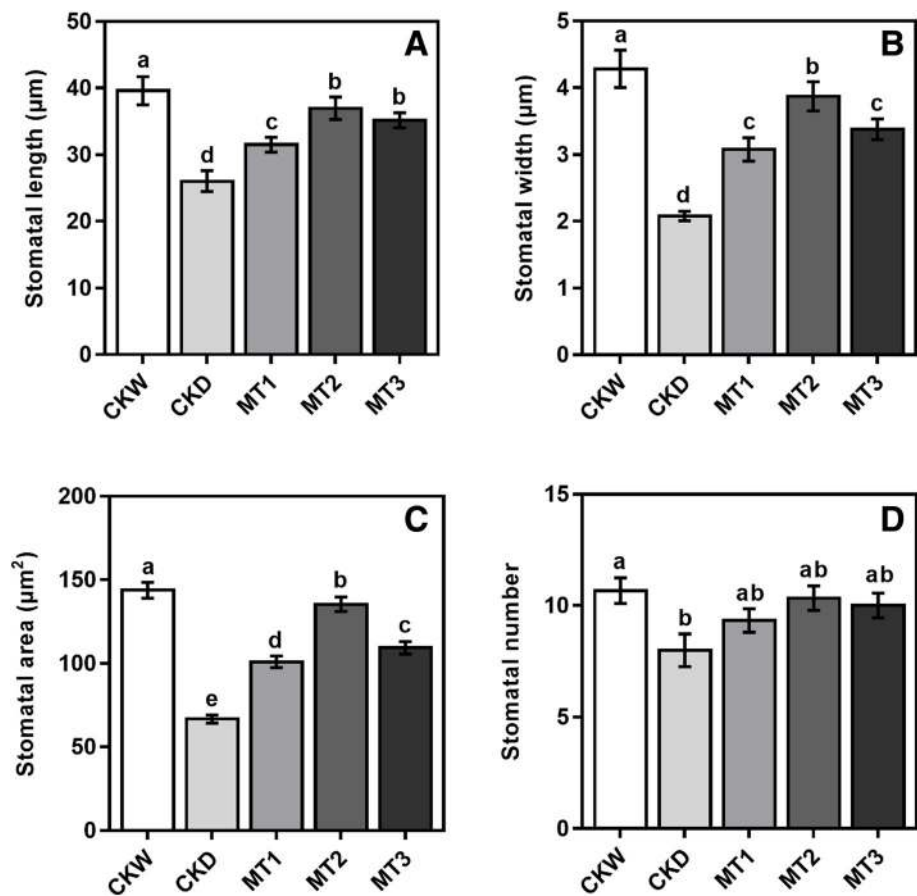 A
Stomatal length (µm)
50
40
30
20
10
0
a
d
c
b
b
CKW
CKD
MT1
MT2
MT3
B
Stomatal width (µm)
5
4
3
2
1
0
a
d
c
b
c
CKW
CKD
MT1
MT2
MT3
C
Stomatal area (µm²)
200
150
100
50
0
a
e
d
b
c
CKW
CKD
MT1
MT2
MT3
D
Stomatal number
15
10
5
0
a
b
ab
ab
ab
CKW
CKD
MT1
MT2
MT3